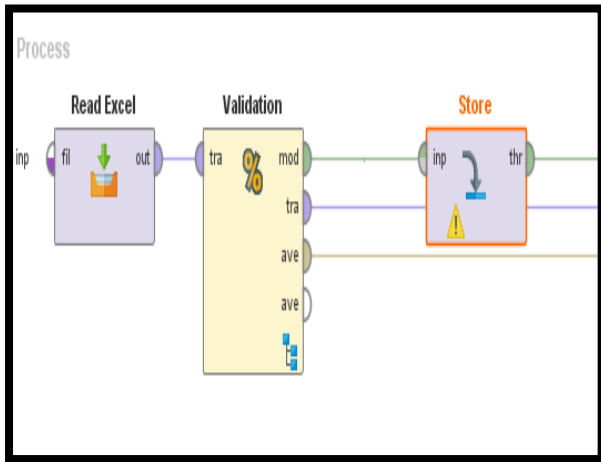 Process
Read Excel
Validation
Store
inp
fil
out
tra
mod
inp
thr
tra
ave
ave